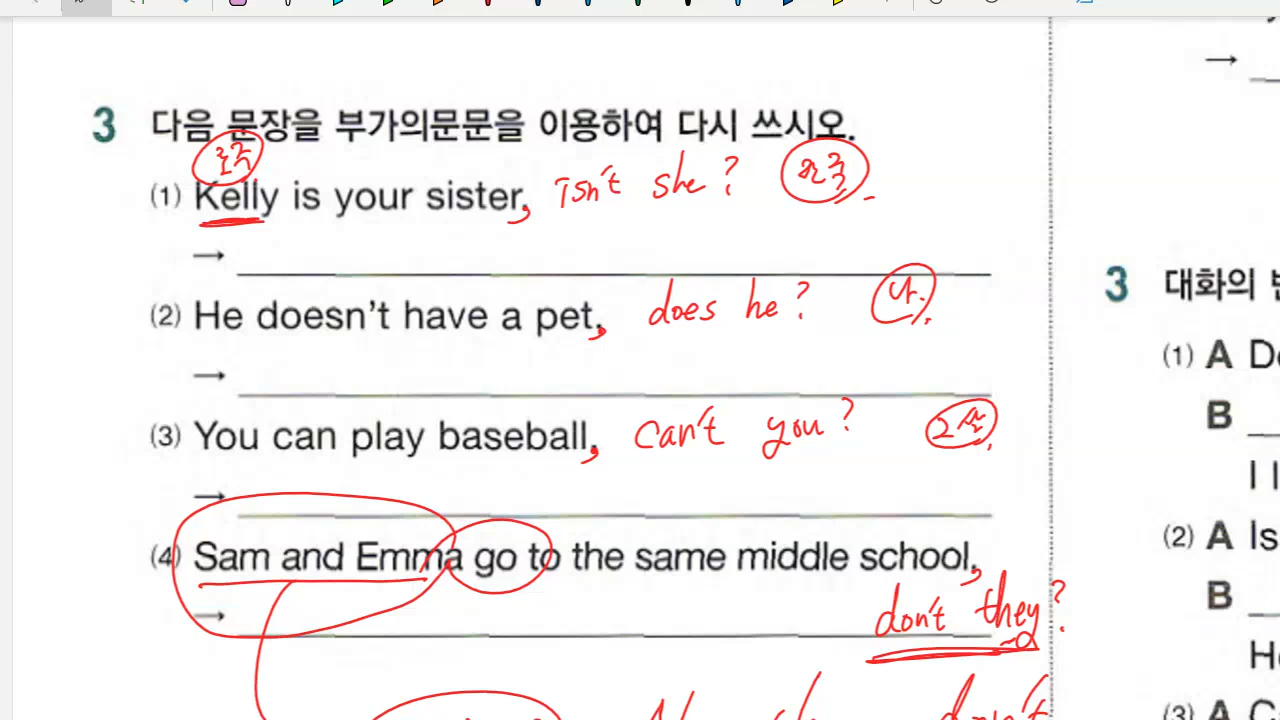 3 다음 문장을 부가의문문을 이용하여 다시 쓰시오.
(1) Kelly is your sister, isn't she?
→
(2) He doesn't have a pet, does he?
→
(3) You can play baseball, can't you?
→
(4) Sam and Emma go to the same middle school,
→ don't they?
don't
→
3 대화의
(1) A
B
I
(2) A Is
B
He
(3) A